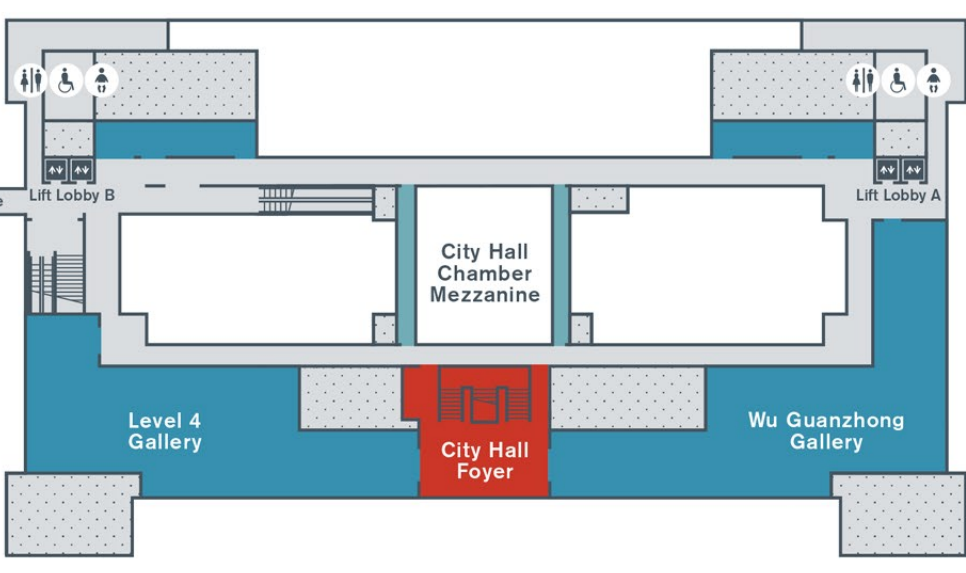 Lift Lobby B
Lift Lobby A
City Hall
Chamber
Mezzanine
Level 4
Gallery
City Hall
Foyer
Wu Guanzhong
Gallery